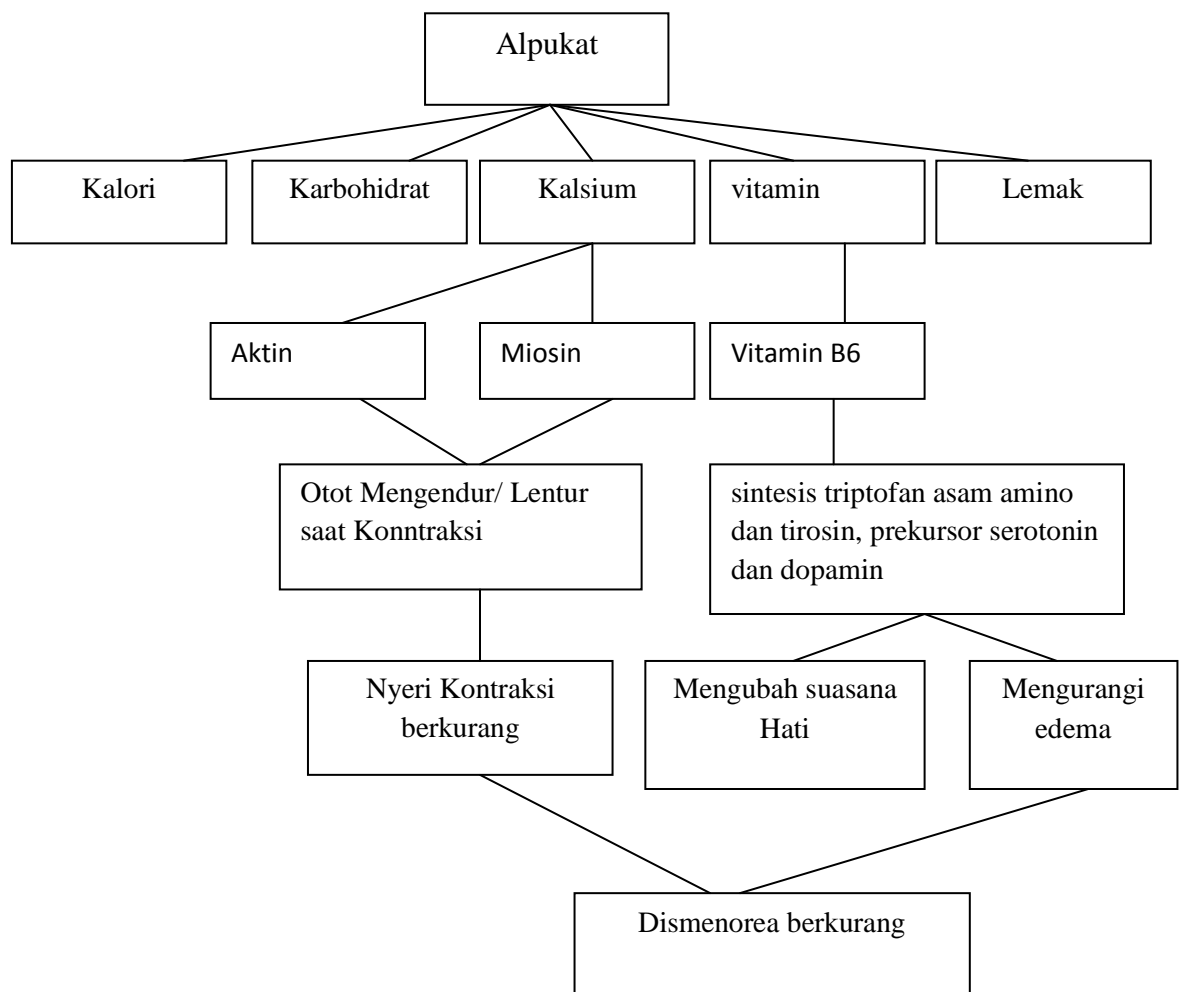 Alpukat
Kalori
Karbohidrat
Kalsium
vitamin
Lemak
Aktin
Miosin
Vitamin B6
Otot Mengendur/ Lentur
saat Konntraksi
sintesis triptofan asam amino
dan tirosin, prekursor serotonin
dan dopamin
Nyeri Kontraksi
berkurang
Mengubah suasana
Hati
Mengurangi
edema
Dismenorea berkurang